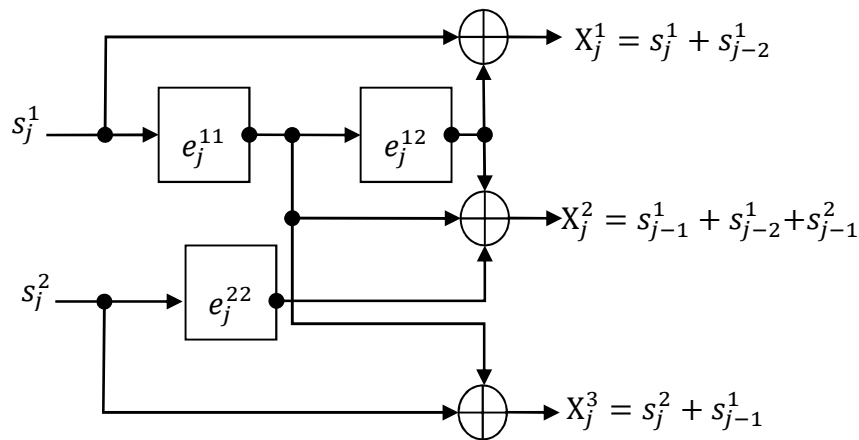 X_j^1 = s_j^1 + s_{j-2}^1
s_j^1
e_j^{11}
e_j^{12}
X_j^2 = s_{j-1}^1 + s_{j-2}^1+s_{j-1}^2
s_j^2
e_j^{22}
X_j^3 = s_j^2 + s_{j-1}^1